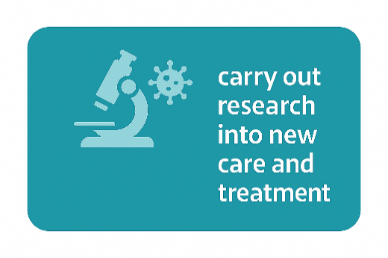 carry out
research
into new
care and
treatment